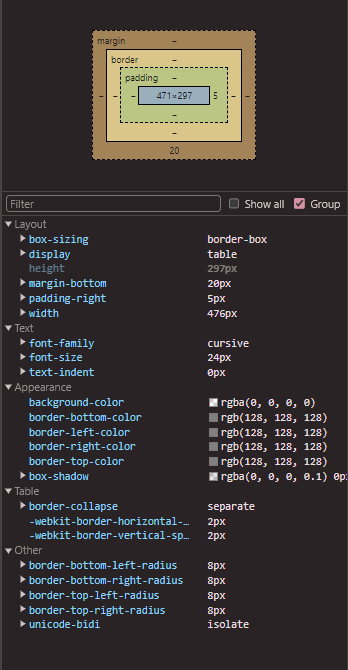 margin –
border –
padding –
– – – 471×297 5 – –
–
–
20
Filter Show all Group
Layout
box-sizing border-box
display table
height 297px
margin-bottom 20px
padding-right 5px
width 476px
Text
font-family cursive
font-size 24px
text-indent 0px
Appearance
background-color rgba(0, 0, 0, 0)
border-bottom-color rgb(128, 128, 128)
border-left-color rgb(128, 128, 128)
border-right-color rgb(128, 128, 128)
border-top-color rgb(128, 128, 128)
box-shadow rgba(0, 0, 0, 0.1) 0p
Table
border-collapse separate
-webkit-border-horizontal-… 2px
-webkit-border-vertical-sp… 2px
Other
border-bottom-left-radius 8px
border-bottom-right-radius 8px
border-top-left-radius 8px
border-top-right-radius 8px
unicode-bidi isolate